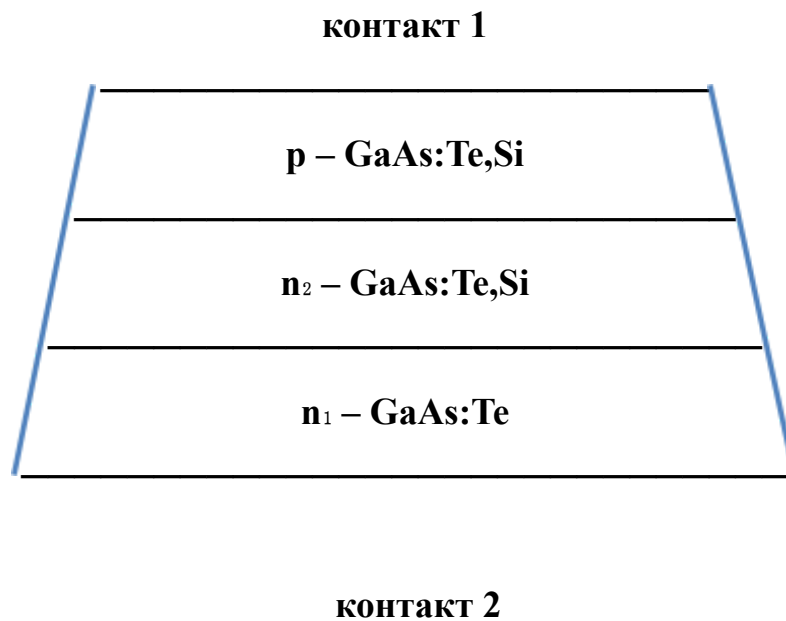 контакт 1
p – GaAs:Te,Si
n₂ – GaAs:Te,Si
n₁ – GaAs:Te
контакт 2